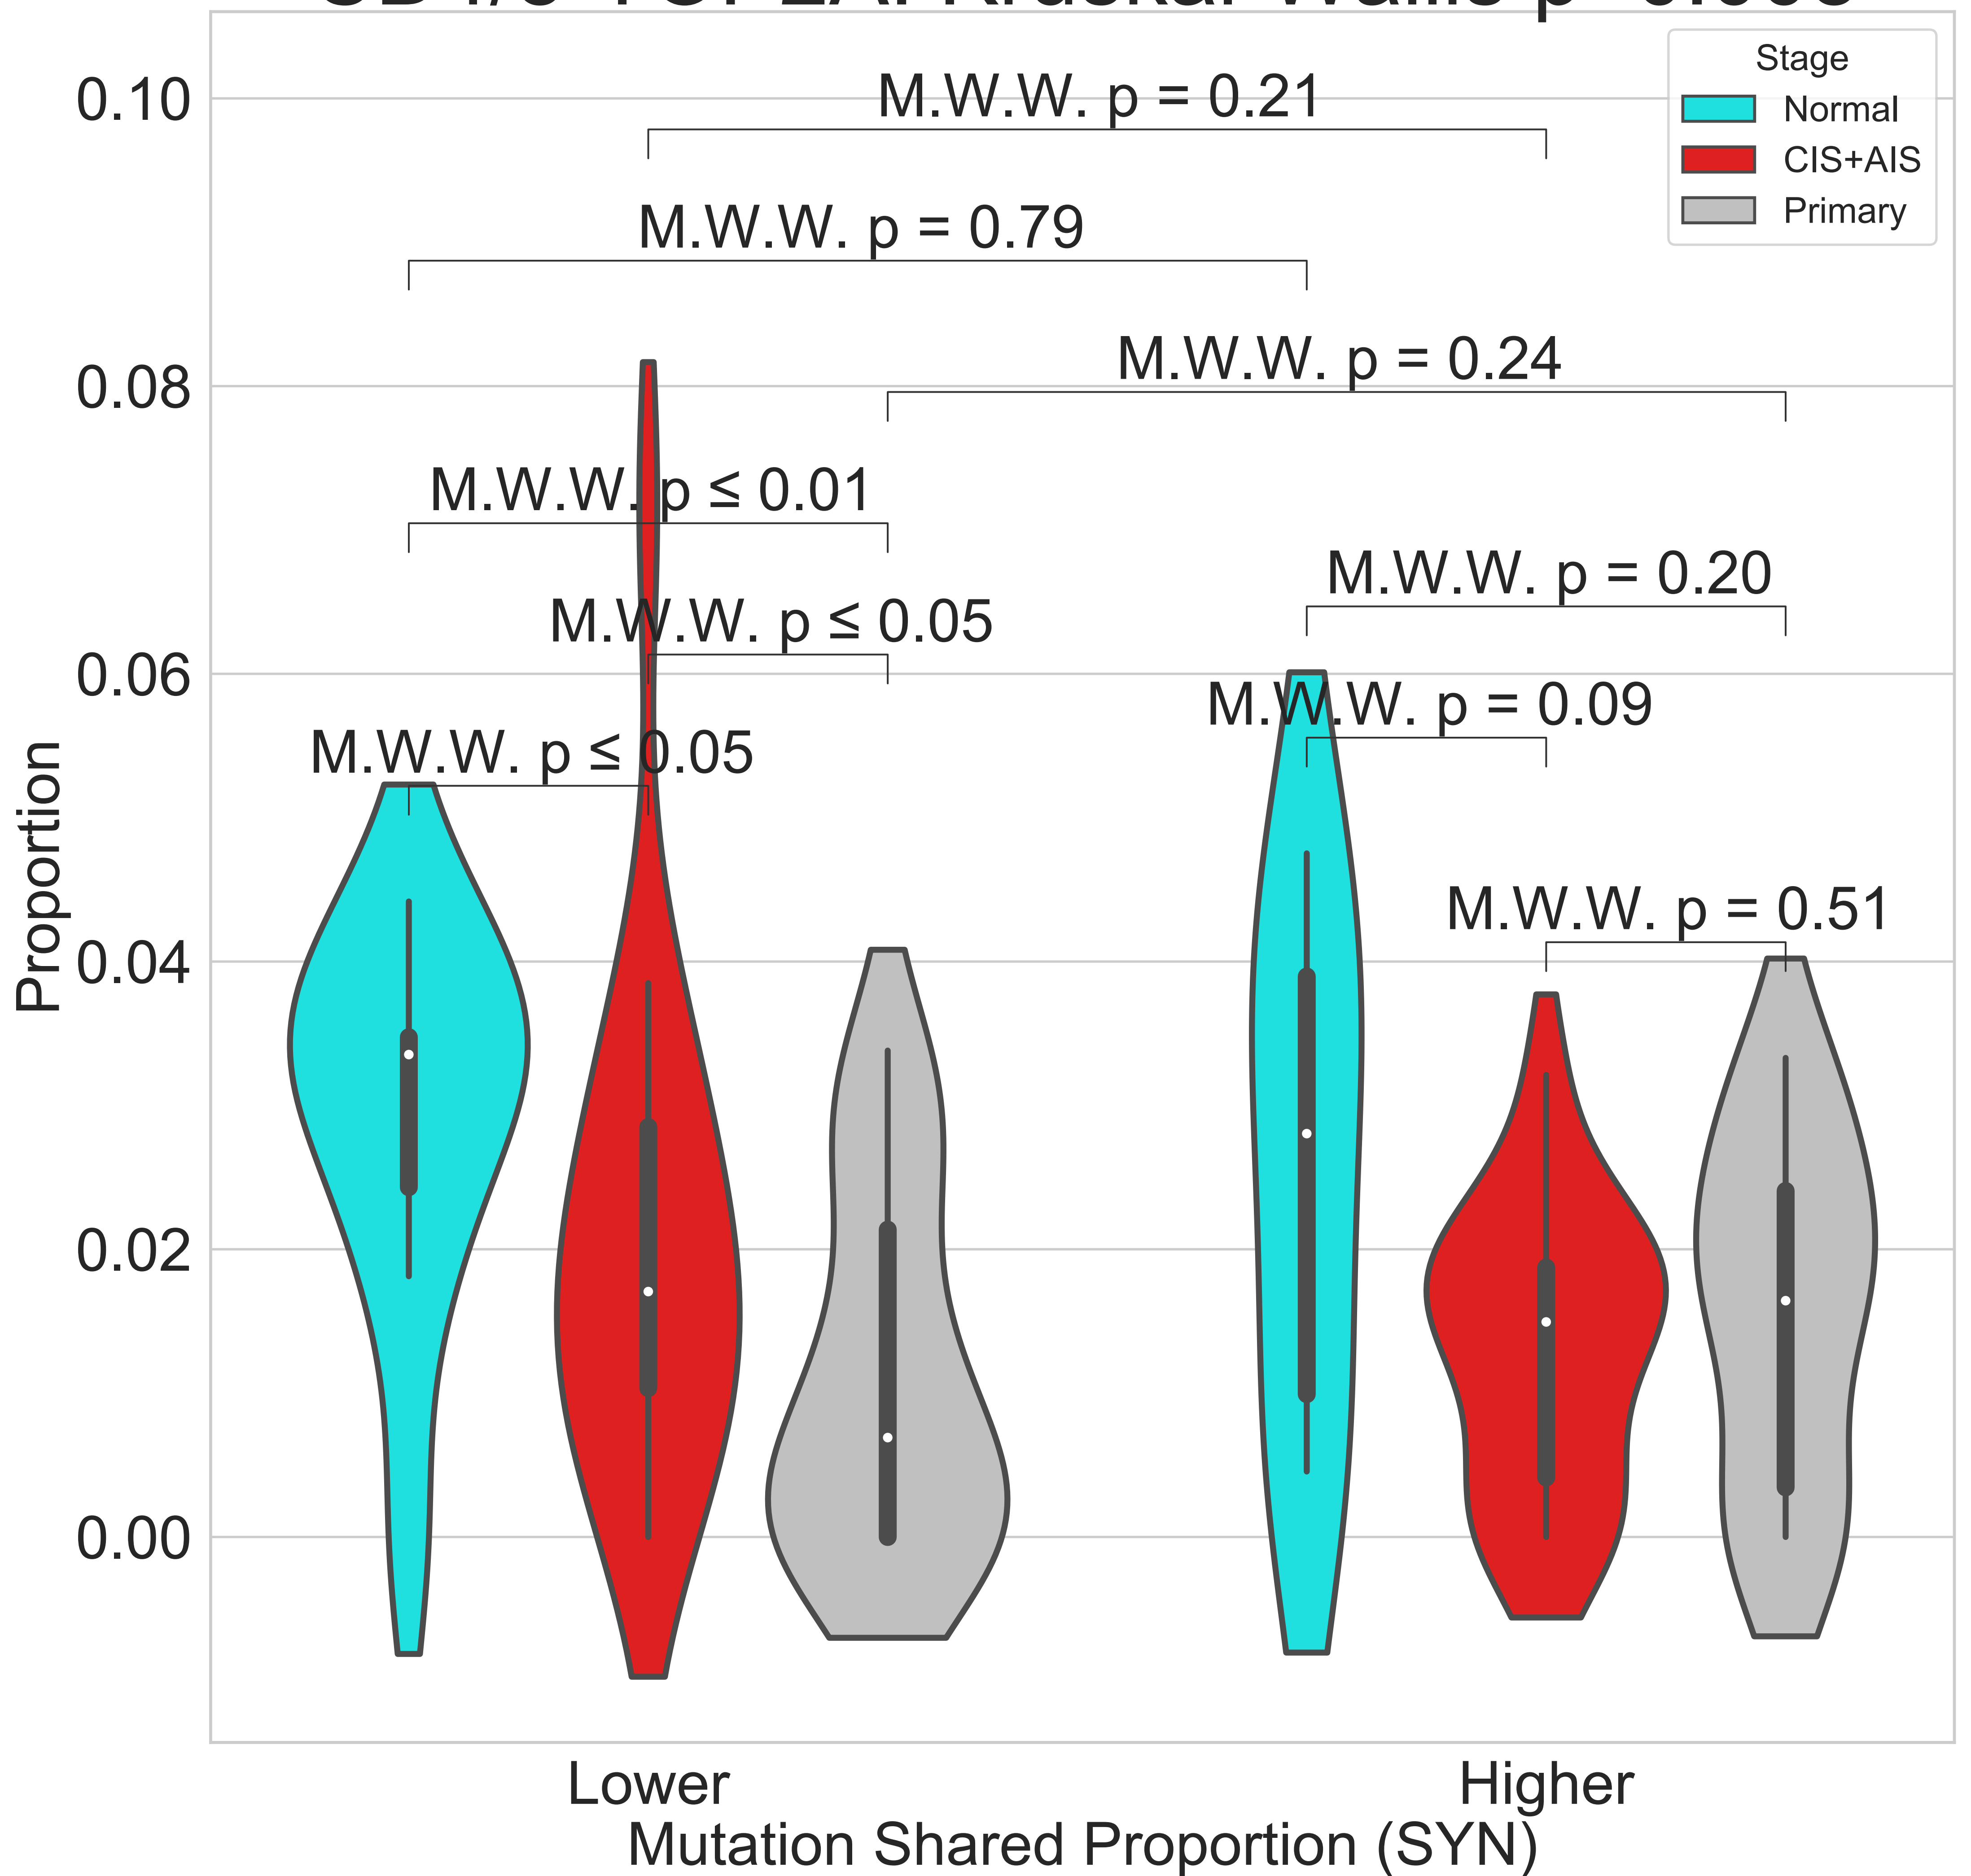 Stage
Normal
CIS+AIS
Primary
M.W.W. p = 0.21
M.W.W. p = 0.79
M.W.W. p = 0.24
M.W.W. p ≤ 0.01
M.W.W. p = 0.20
M.W.W. p ≤ 0.05
M.W.W. p = 0.09
M.W.W. p ≤ 0.05
M.W.W. p = 0.51
0.10
0.08
0.06
0.04
0.02
0.00
Proportion
Lower
Higher
Mutation Shared Proportion (SYN)